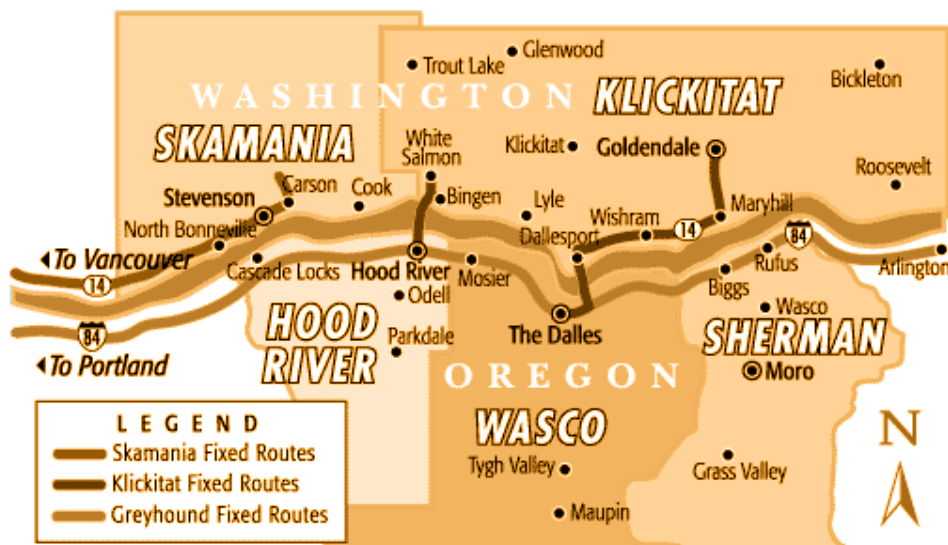 Glenwood
Trout Lake
Bickleton
WASHINGTON
KLICKITAT
SKAMANIA
White
Salmon
Klickitat
Goldendale
Roosevelt
Stevenson
Carson
Cook
Bingen
Lyle
Maryhill
North Bonneville
Wishram
14
Dallesport
84
To Vancouver
14
Cascade Locks
Hood River
Mosier
Rufus
Arlington
Biggs
Odell
Wasco
84
HOOD
RIVER
Parkdale
The Dalles
SHERMAN
To Portland
OREGON
Moro
LEGEND
Skamania Fixed Routes
Klickitat Fixed Routes
Greyhound Fixed Routes
WASCO
Tygh Valley
Grass Valley
Maupin
N